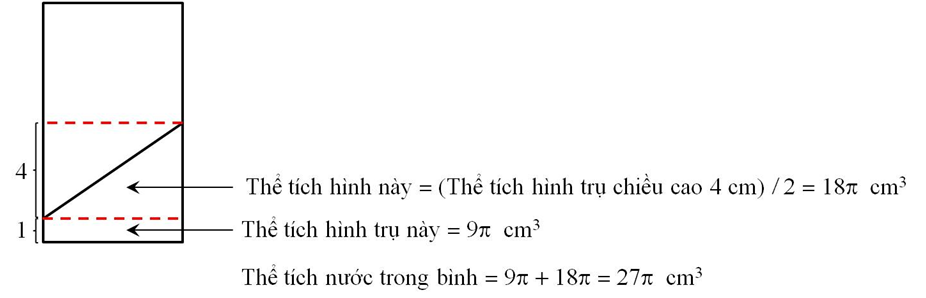 4
Thể tích hình này = (Thể tích hình trụ chiều cao 4 cm) / 2 = 18π cm³
1
Thể tích hình trụ này = 9π cm³
Thể tích nước trong bình = 9π + 18π = 27π cm³